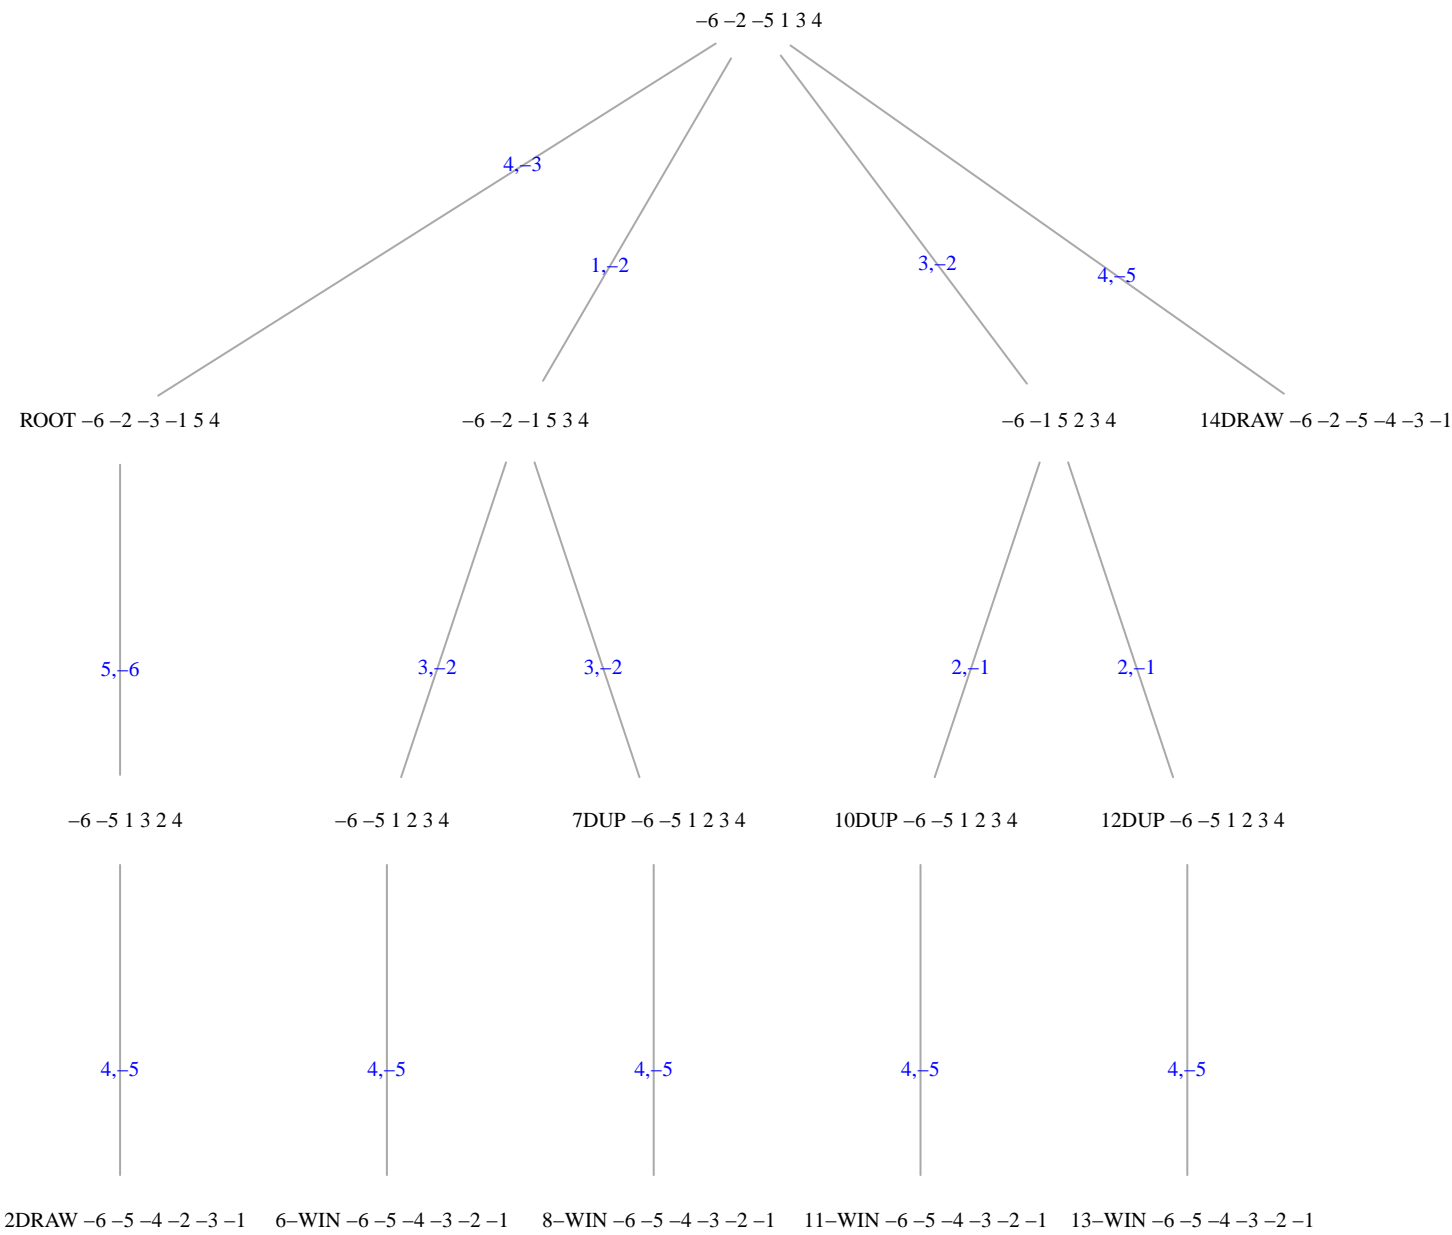 −6 −2 −5 1 3 4
4,−3
1,−2
3,−2
4,−5
ROOT −6 −2 −3 −1 5 4
−6 −2 −1 5 3 4
−6 −1 5 2 3 4
14DRAW −6 −2 −5 −4 −3 −1
5,−6
3,−2
3,−2
2,−1
2,−1
−6 −5 1 3 2 4
−6 −5 1 2 3 4
7DUP −6 −5 1 2 3 4
10DUP −6 −5 1 2 3 4
12DUP −6 −5 1 2 3 4
4,−5
4,−5
4,−5
4,−5
4,−5
2DRAW −6 −5 −4 −2 −3 −1
6−WIN −6 −5 −4 −3 −2 −1
8−WIN −6 −5 −4 −3 −2 −1
11−WIN −6 −5 −4 −3 −2 −1
13−WIN −6 −5 −4 −3 −2 −1